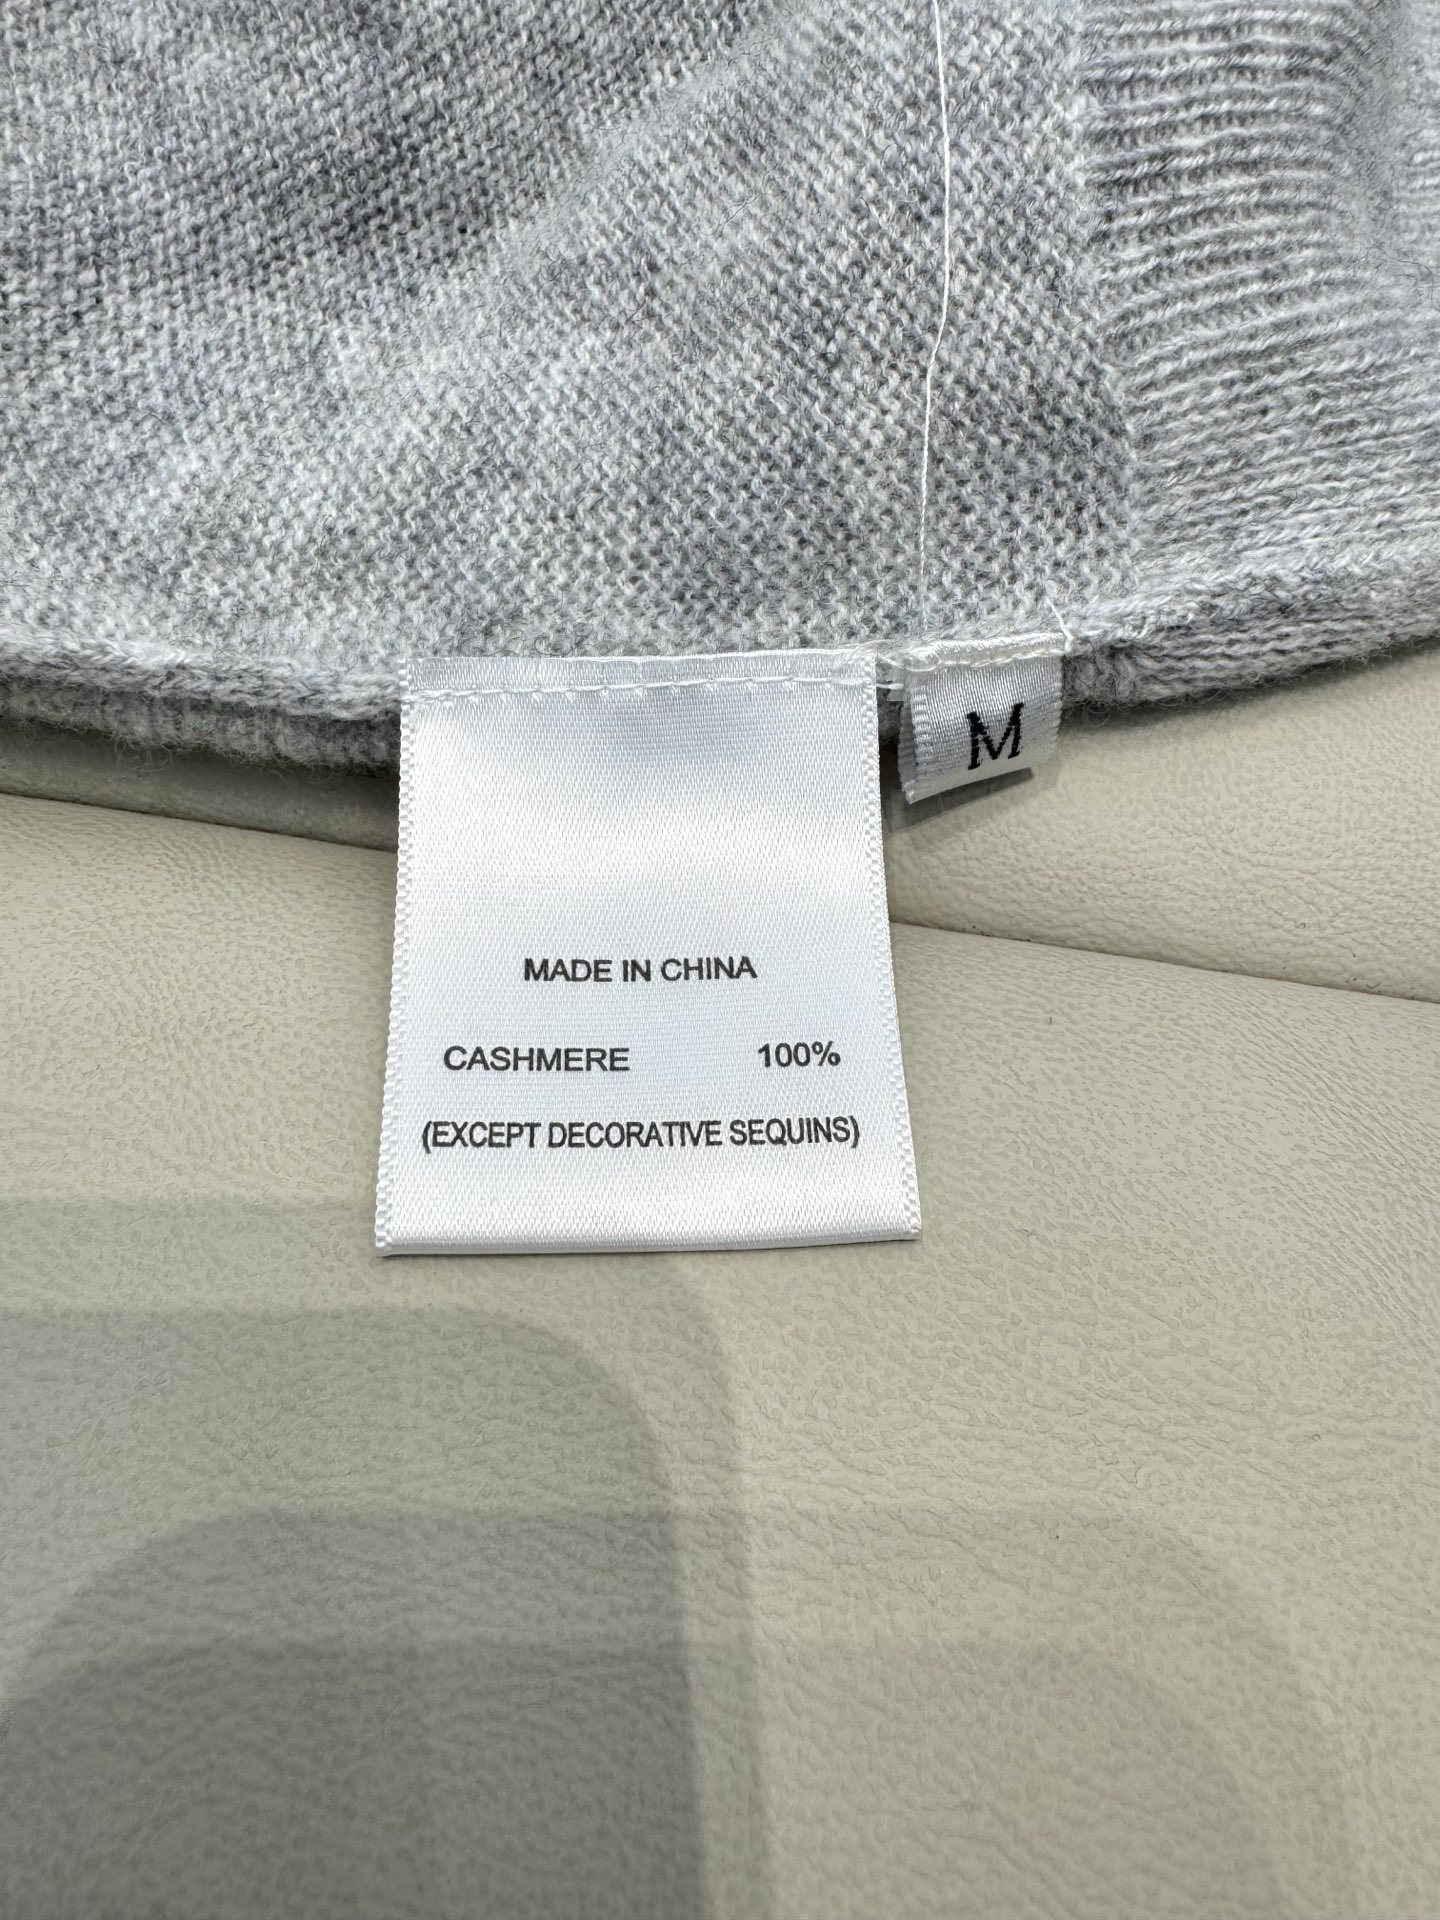 M
MADE IN CHINA
CASHMERE 100%
(EXCEPT DECORATIVE SEQUINS)